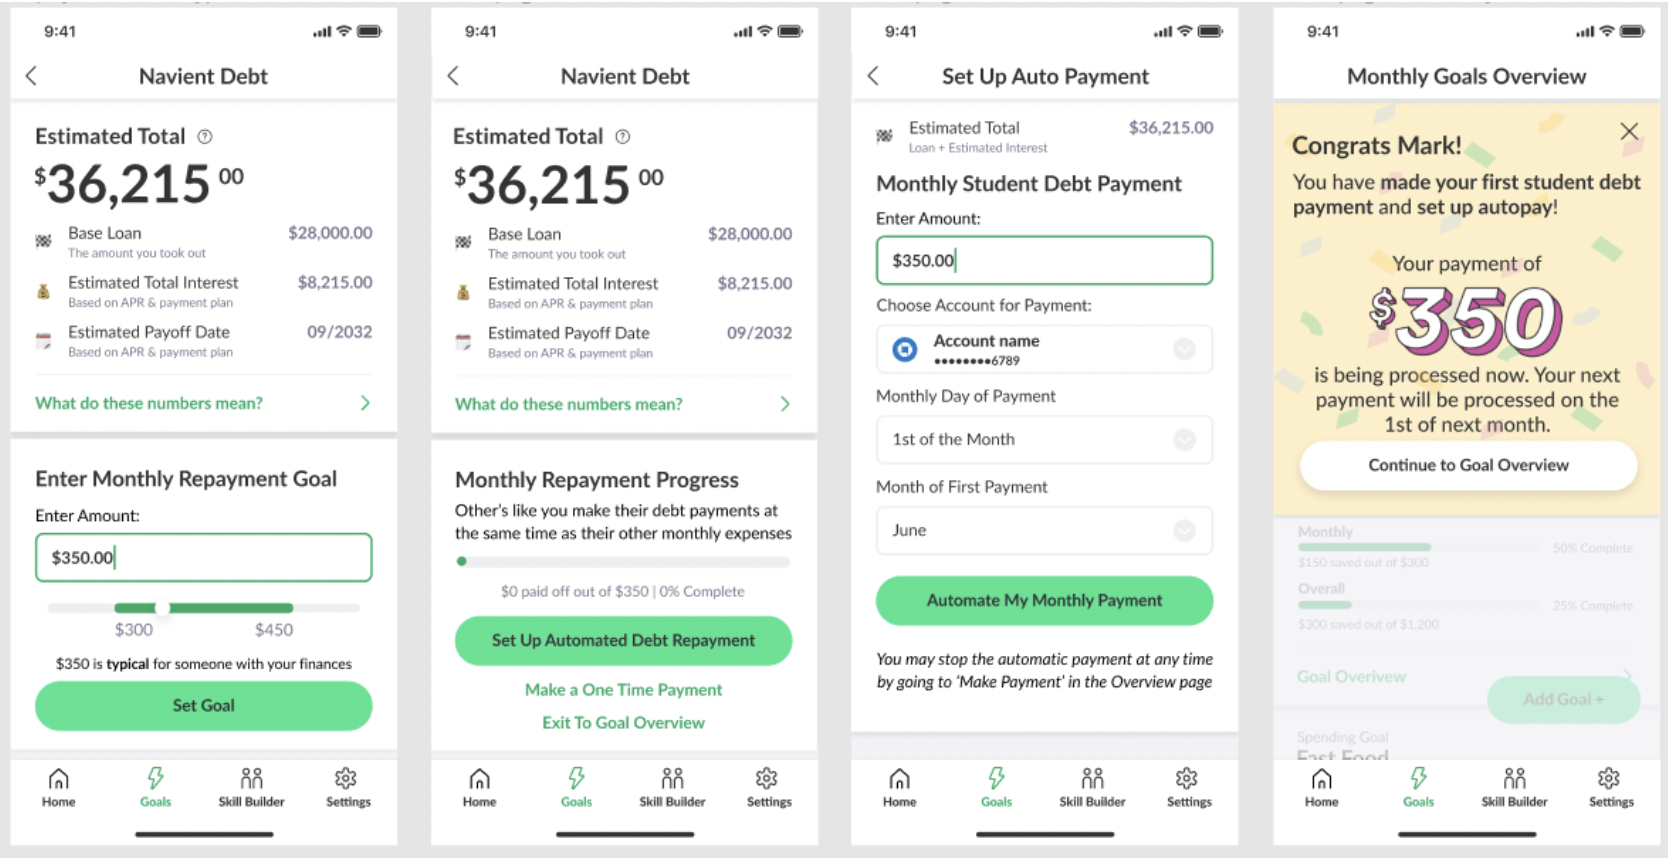 9:41
Navient Debt
Estimated Total ?
$36,215 00
Base Loan $28,000.00
The amount you took out
Estimated Total Interest $8,215.00
Based on APR & payment plan
Estimated Payoff Date 09/2032
Based on APR & payment plan
What do these numbers mean?
Enter Monthly Repayment Goal
Enter Amount:
$350.00
$300 $450
$350 is typical for someone with your finances
Set Goal
Home Goals Skill Builder Settings
9:41
Navient Debt
Estimated Total ?
$36,215 00
Base Loan $28,000.00
The amount you took out
Estimated Total Interest $8,215.00
Based on APR & payment plan
Estimated Payoff Date 09/2032
Based on APR & payment plan
What do these numbers mean?
Monthly Repayment Progress
Other's like you make their debt payments at
the same time as their other monthly expenses
$0 paid off out of $350 | 0% Complete
Set Up Automated Debt Repayment
Make a One Time Payment
Exit To Goal Overview
Home Goals Skill Builder Settings
9:41
Set Up Auto Payment
Estimated Total $36,215.00
Loan + Estimated Interest
Monthly Student Debt Payment
Enter Amount:
$350.00
Choose Account for Payment:
Account name
••••••••6789
Monthly Day of Payment
1st of the Month
Month of First Payment
June
Automate My Monthly Payment
You may stop the automatic payment at any time
by going to 'Make Payment' in the Overview page
Home Goals Skill Builder Settings
9:41
Monthly Goals Overview
Congrats Mark!
You have made your first student debt
payment and set up autopay!
Your payment of
$350
is being processed now. Your next
payment will be processed on the
1st of next month.
Continue to Goal Overview
Monthly
50% Complete
$150 saved out of $300
Overall
25% Complete
$300 saved out of $1,200
Goal Overivew
Add Goal +
Spending Goal
Fast Food
Home Goals Skill Builder Settings